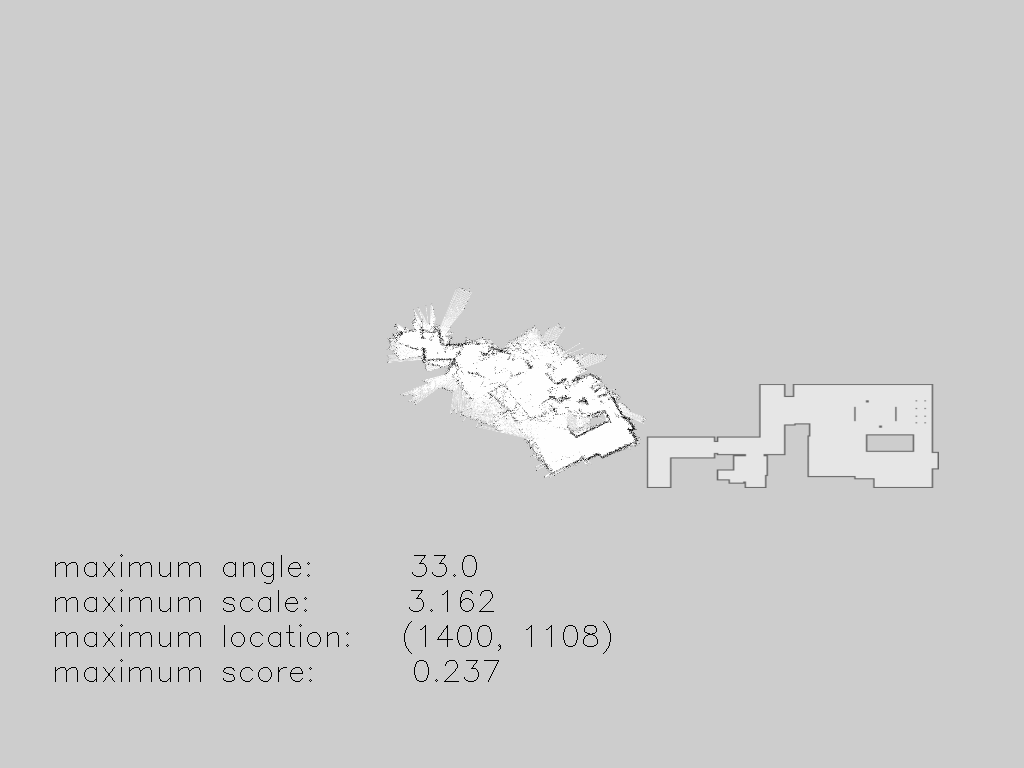 maximum angle: 33.0
maximum scale: 3.162
maximum location: (1400, 1108)
maximum score: 0.237